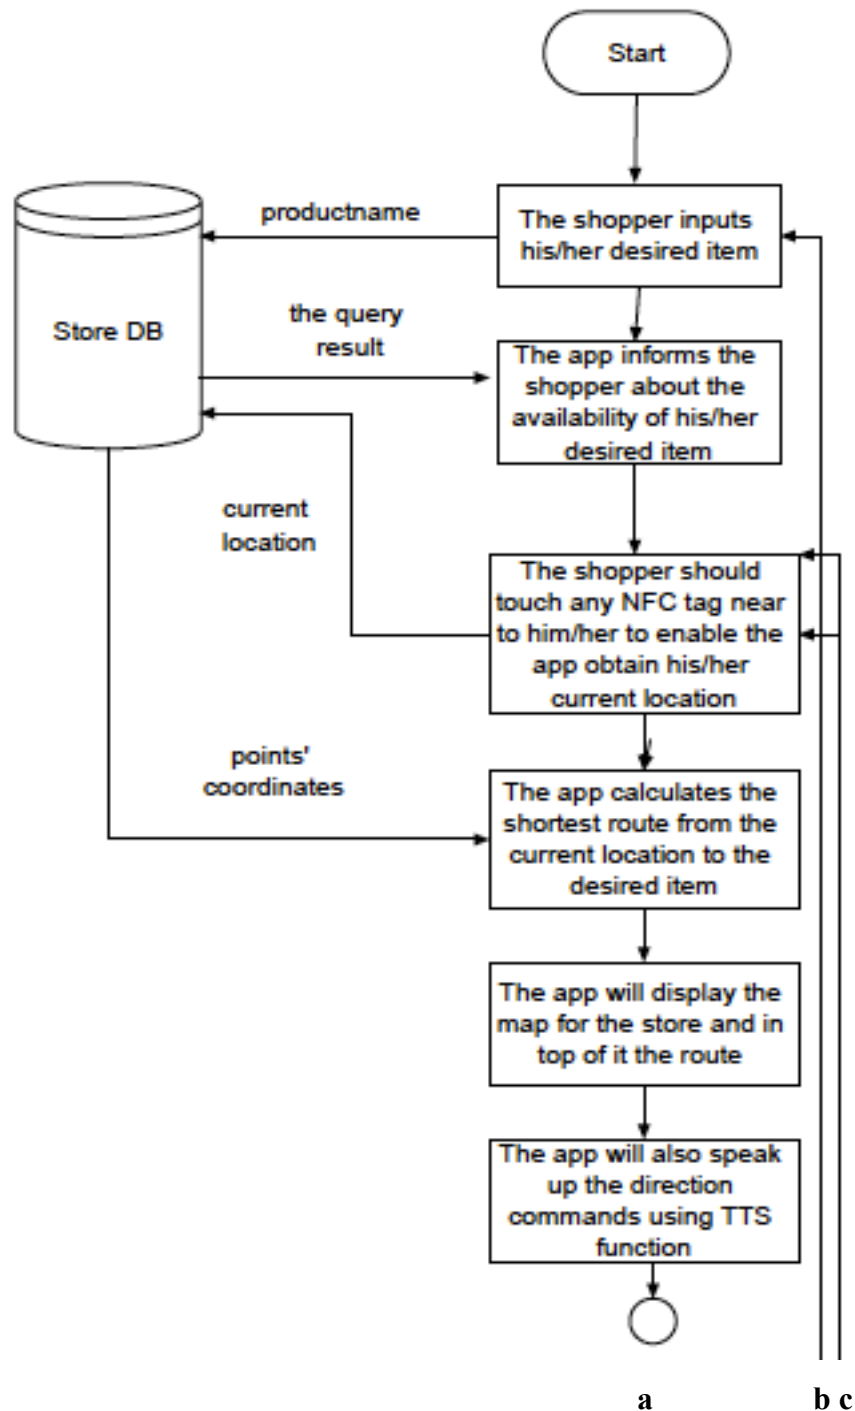 Start
productname
The shopper inputs
his/her desired item
Store DB
the query
result
The app informs the
shopper about the
availability of his/her
desired item
current
location
The shopper should
touch any NFC tag near
to him/her to enable the
app obtain his/her
current location
points'
coordinates
The app calculates the
shortest route from the
current location to the
desired item
The app will display the
map for the store and in
top of it the route
The app will also speak
up the direction
commands using TTS
function
a
b c